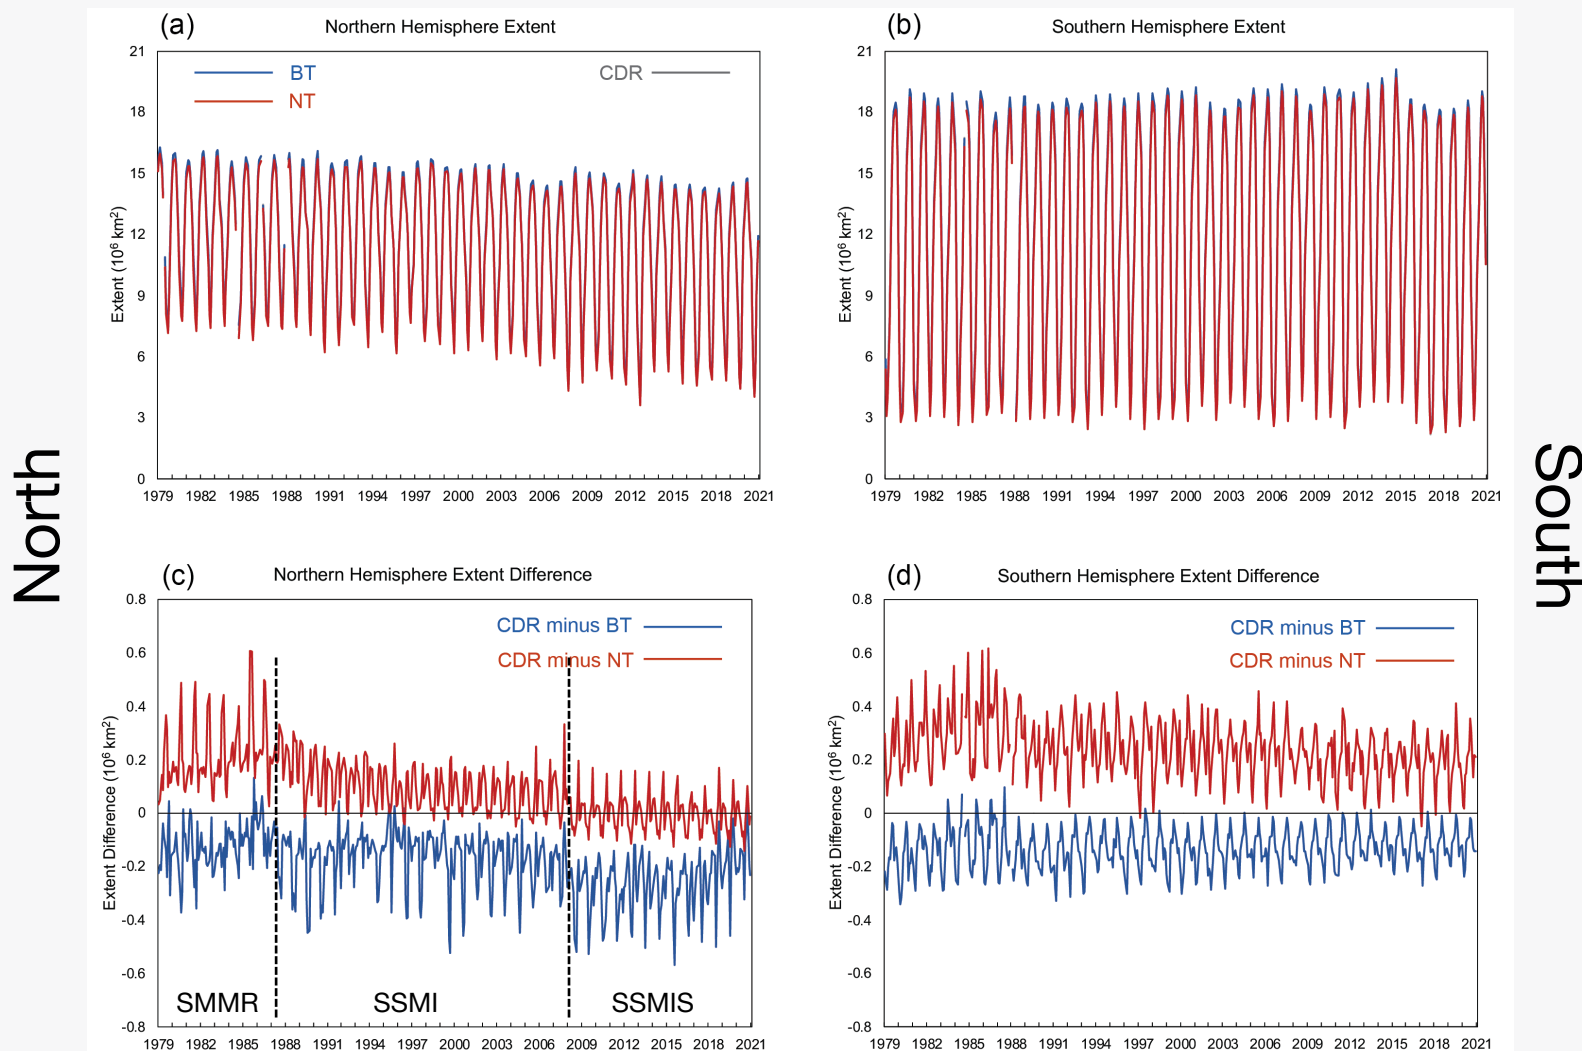 (a) Northern Hemisphere Extent
21
18
15
12
9
6
3
0
Extent (10⁶ km²)
BT
NT
CDR
1979 1982 1985 1988 1991 1994 1997 2000 2003 2006 2009 2012 2015 2018 2021
(b) Southern Hemisphere Extent
21
18
15
12
9
6
3
0
Extent (10⁶ km²)
1979 1982 1985 1988 1991 1994 1997 2000 2003 2006 2009 2012 2015 2018 2021
North
South
(c) Northern Hemisphere Extent Difference
0.8
0.6
0.4
0.2
0
-0.2
-0.4
-0.6
-0.8
Extent Difference (10⁶ km²)
CDR minus BT
CDR minus NT
SMMR SSMI SSMIS
1979 1982 1985 1988 1991 1994 1997 2000 2003 2006 2009 2012 2015 2018 2021
(d) Southern Hemisphere Extent Difference
0.8
0.6
0.4
0.2
0
-0.2
-0.4
-0.6
-0.8
Extent Difference (10⁶ km²)
CDR minus BT
CDR minus NT
1979 1982 1985 1988 1991 1994 1997 2000 2003 2006 2009 2012 2015 2018 2021